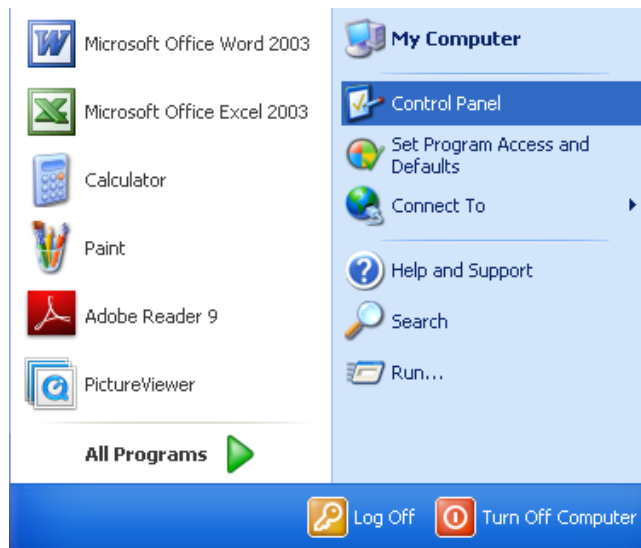 Microsoft Office Word 2003
Microsoft Office Excel 2003
Calculator
Paint
Adobe Reader 9
PictureViewer
All Programs
My Computer
Control Panel
Set Program Access and
Defaults
Connect To
Help and Support
Search
Run...
Log Off
Turn Off Computer